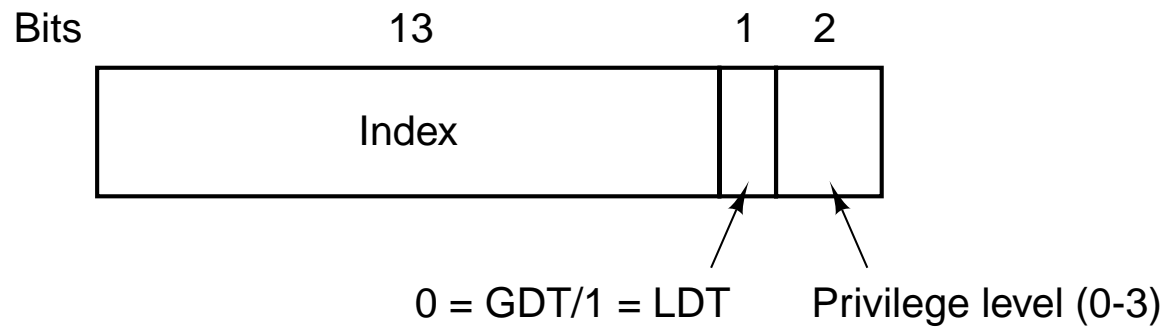 Bits 13 1 2
Index
0 = GDT/1 = LDT Privilege level (0-3)